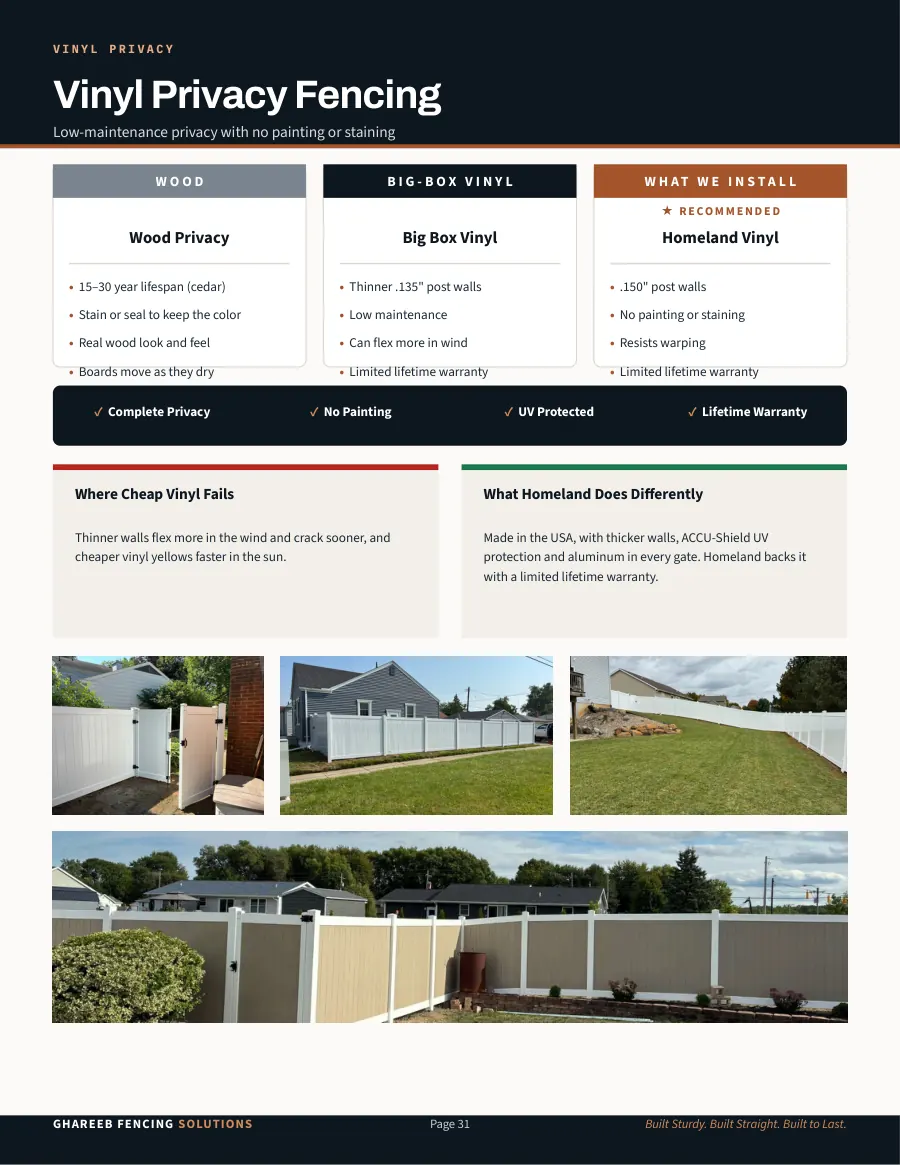 VINYL PRIVACY
Vinyl Privacy Fencing
Low-maintenance privacy with no painting or staining
WOOD
Wood Privacy
• 15–30 year lifespan (cedar)
• Stain or seal to keep the color
• Real wood look and feel
• Boards move as they dry
BIG-BOX VINYL
Big Box Vinyl
• Thinner .135" post walls
• Low maintenance
• Can flex more in wind
• Limited lifetime warranty
WHAT WE INSTALL
★ RECOMMENDED
Homeland Vinyl
• .150" post walls
• No painting or staining
• Resists warping
• Limited lifetime warranty
✓ Complete Privacy
✓ No Painting
✓ UV Protected
✓ Lifetime Warranty
Where Cheap Vinyl Fails
Thinner walls flex more in the wind and crack sooner, and
cheaper vinyl yellows faster in the sun.
What Homeland Does Differently
Made in the USA, with thicker walls, ACCU-Shield UV
protection and aluminum in every gate. Homeland backs it
with a limited lifetime warranty.
GHAREEB FENCING SOLUTIONS
Page 31
Built Sturdy. Built Straight. Built to Last.